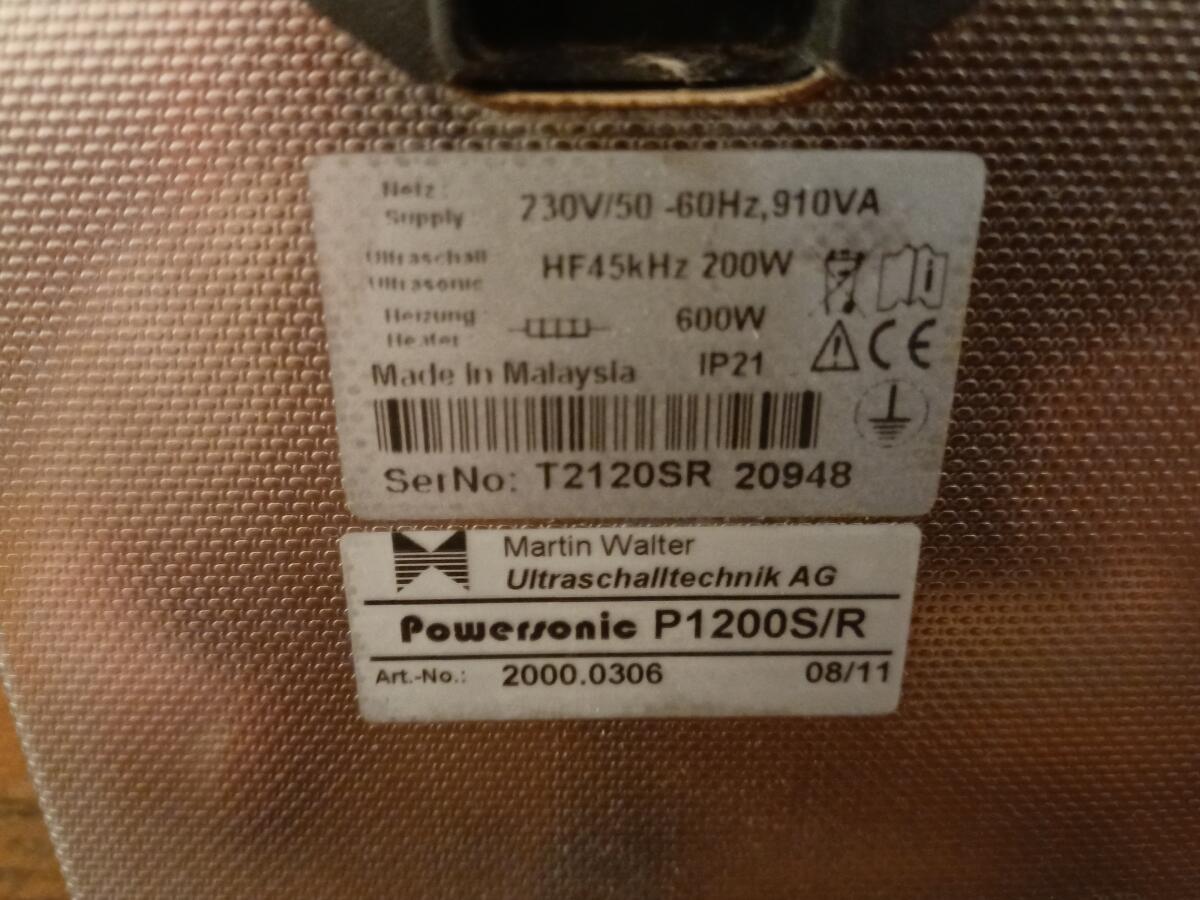 Netz:
Supply
230V/50 -60Hz,910VA
Ultraschall
Ultrasonic
HF45kHz 200W
Heizung
Heater
600W
Made In Malaysia
IP21
CE
SerNo: T2120SR 20948
Martin Walter
Ultraschalltechnik AG
Powersonic P1200S/R
Art.-No.: 2000.0306 08/11